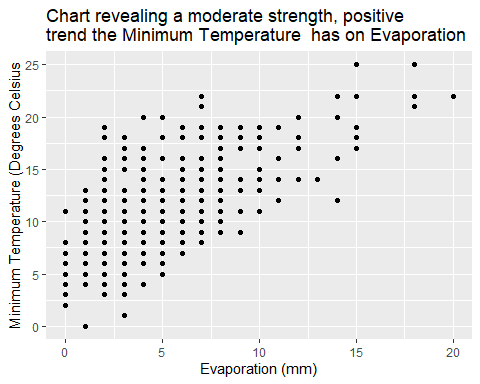 Chart revealing a moderate strength, positive
trend the Minimum Temperature  has on Evaporation
Minimum Temperature (Degrees Celsius
25
20
15
10
5
0
0 5 10 15 20
Evaporation (mm)